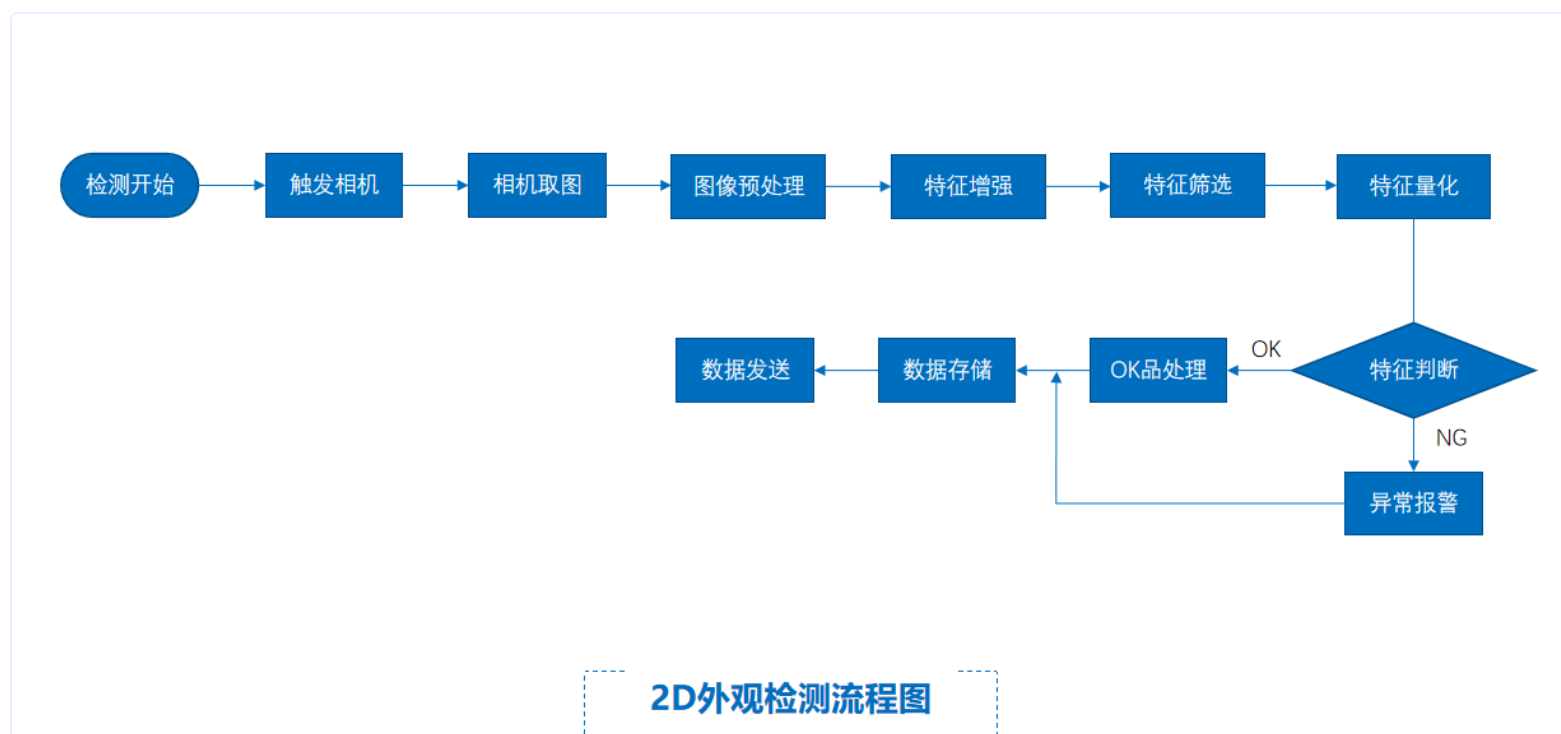 检测开始
触发相机
相机取图
图像预处理
特征增强
特征筛选
特征量化
数据发送
数据存储
OK品处理
OK
特征判断
NG
异常报警
2D外观检测流程图